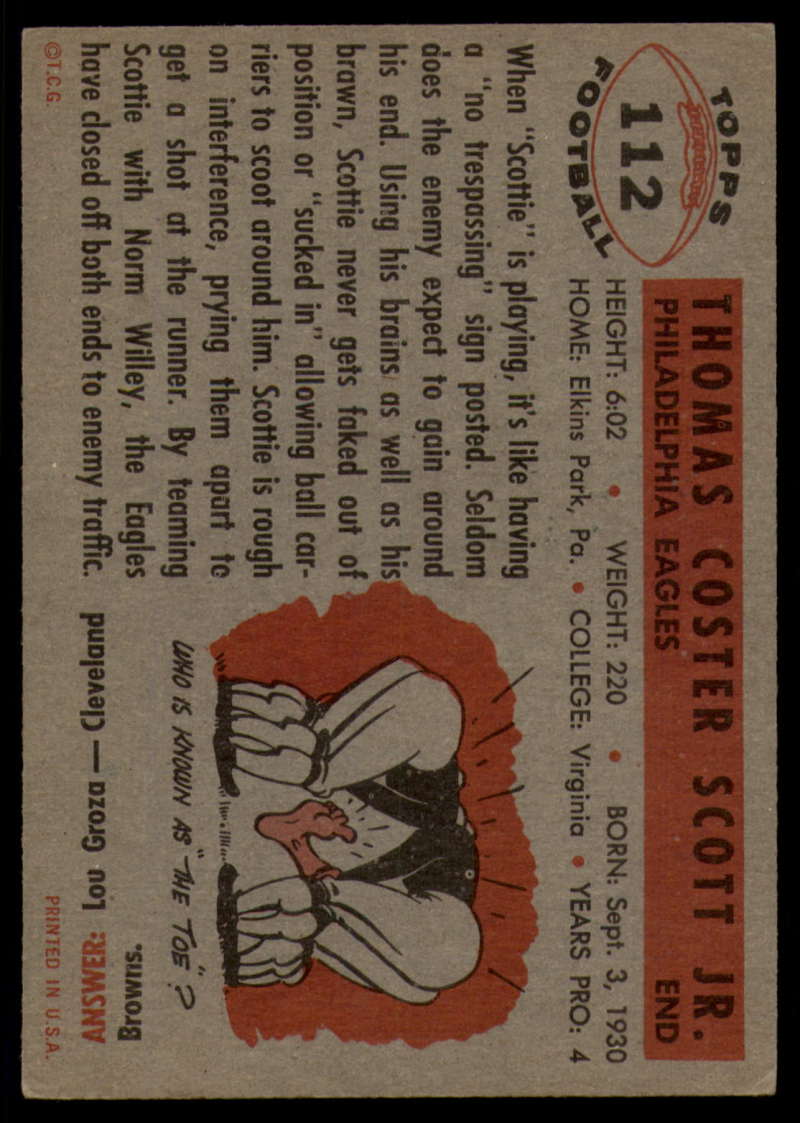 TOPPS
112
FOOTBALL
THOMAS COSTER SCOTT JR.
PHILADELPHIA EAGLES END
HEIGHT: 6:02 • WEIGHT: 220 • BORN: Sept. 3, 1930
HOME: Elkins Park, Pa. • COLLEGE: Virginia • YEARS PRO: 4
When "Scottie" is playing, it's like having
a "no trespassing" sign posted. Seldom
does the enemy expect to gain around
his end. Using his brains as well as his
brawn, Scottie never gets faked out of
position or "sucked in" allowing ball car-
riers to scoot around him. Scottie is rough
on interference, prying them apart to
get a shot at the runner. By teaming
Scottie with Norm Willey, the Eagles
have closed off both ends to enemy traffic.
WHO IS KNOWN AS "THE TOE"?
ANSWER: Lou Groza — Cleveland
Browns.
©T.C.G.
PRINTED IN U.S.A.